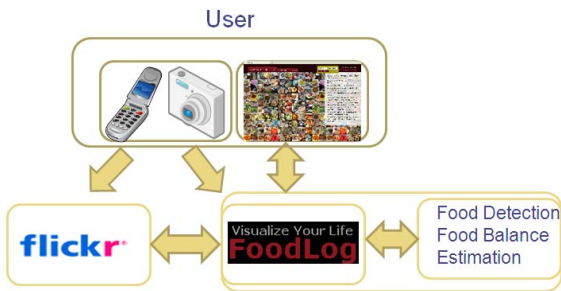 User
flickr
Visualize Your Life
FoodLog
Food Detection
Food Balance
Estimation